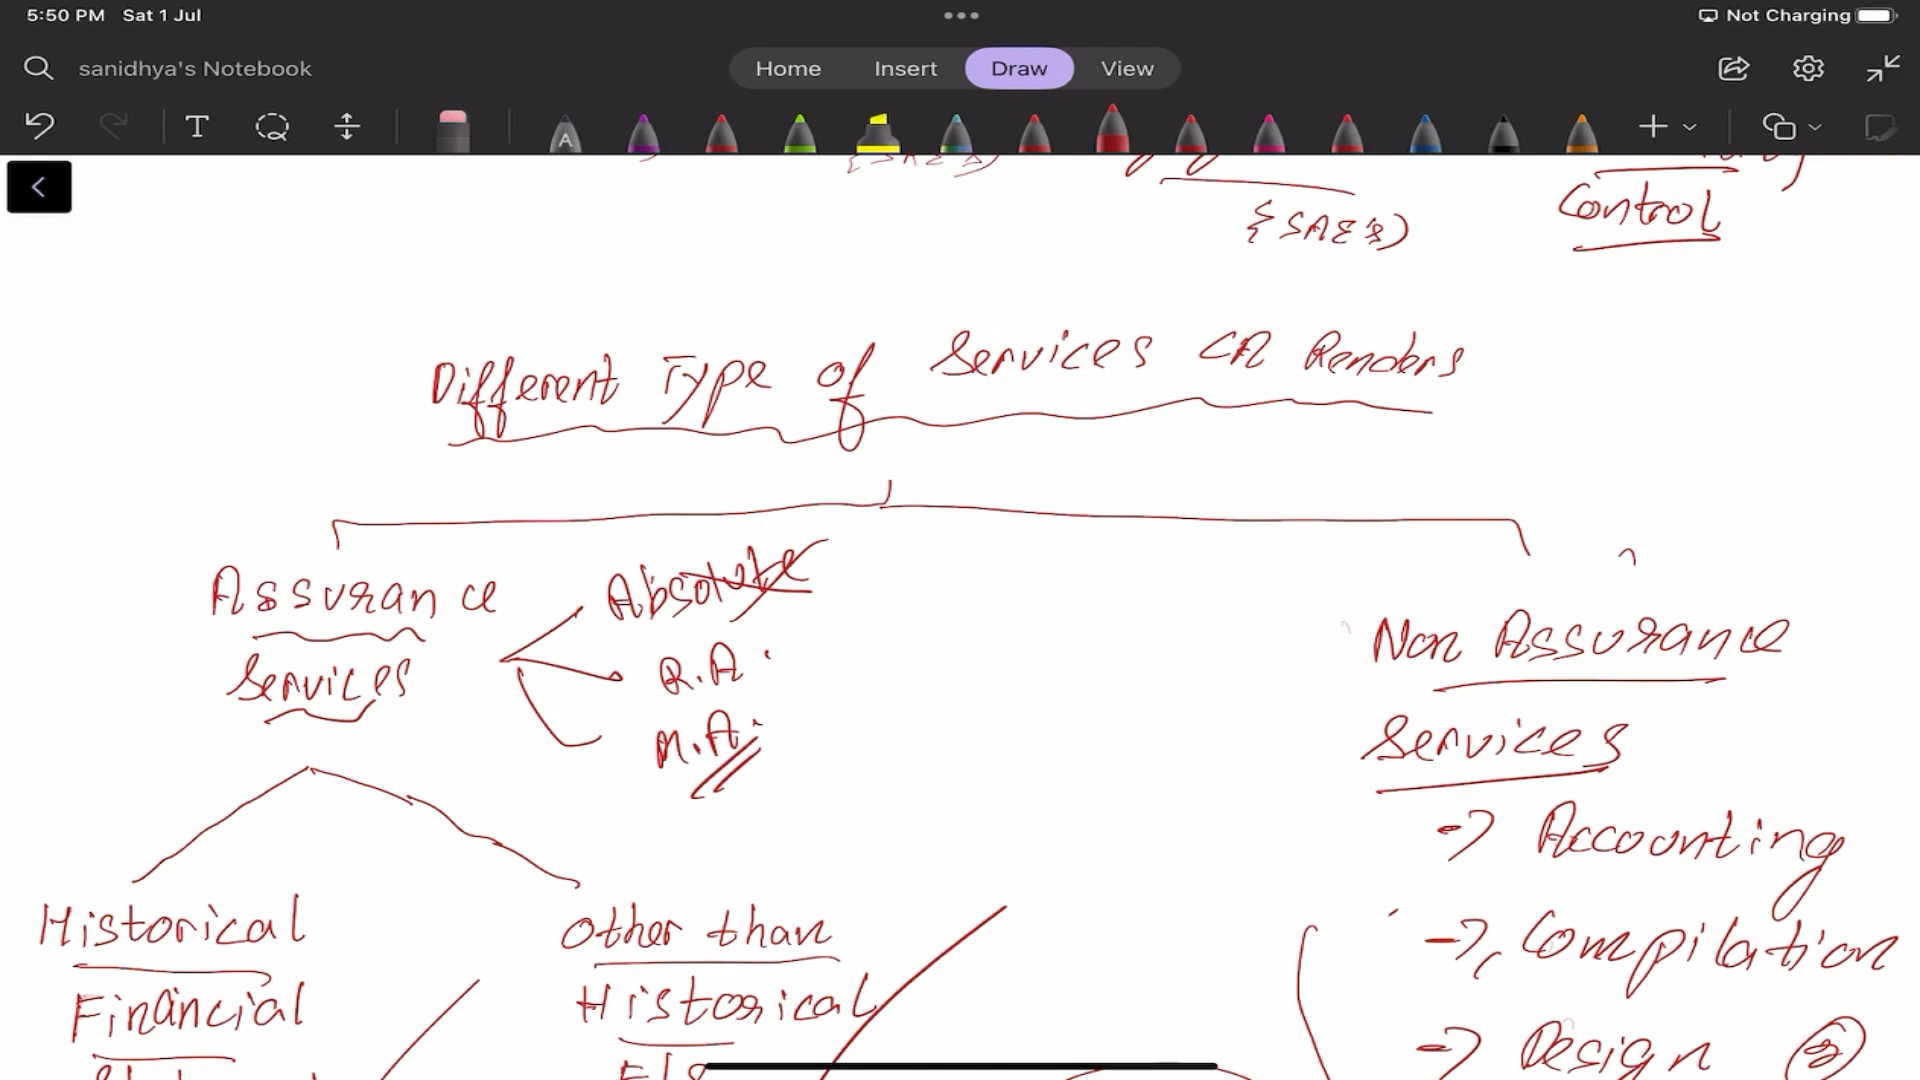 5:50 PM Sat 1 Jul
Not Charging
sanidhya's Notebook
Home Insert Draw View
T
A
{SAE's)
Control
Different Type of Services CA Renders
Assurance
Services
Absolute
R.A.
M.A.
Non Assurance
Services
-> Accounting
-> Compilation
-> Design
Historical
Financial
Other than
Historical